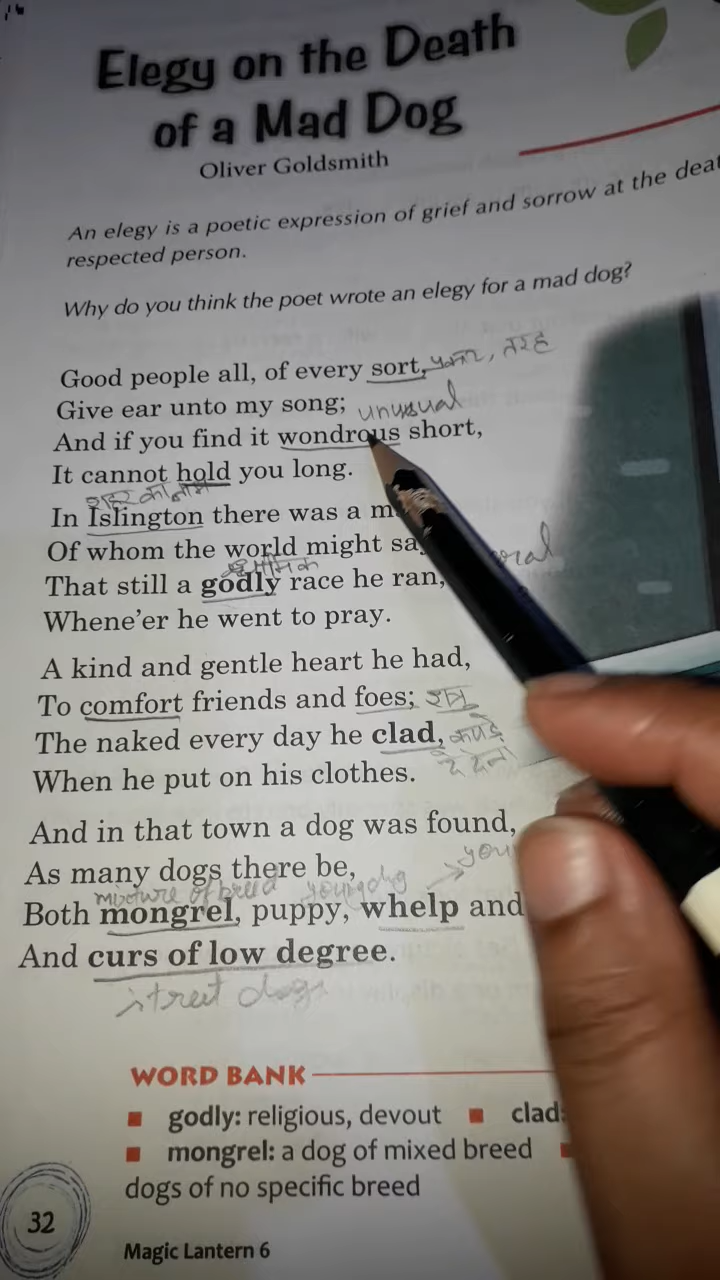 Elegy on the Death
of a Mad Dog
Oliver Goldsmith
An elegy is a poetic expression of grief and sorrow at the
respected person.
Why do you think the poet wrote an elegy for a mad dog?
Good people all, of every sort, प्रकार, तरह
Give ear unto my song; unusual
And if you find it wondrous short,
It cannot hold you long.
शहर का नाम
In Islington there was a
Of whom the world might
धार्मिक
That still a godly race he ran,
Whene'er he went to pray.
A kind and gentle heart he had,
To comfort friends and foes; शत्रु
The naked every day he clad, कपड़े
दे देना
When he put on his clothes.
And in that town a dog was found,
As many dogs there be,
mixture of breed young dog
Both mongrel, puppy, whelp and
And curs of low degree.
street dogs
WORD BANK
godly: religious, devout clad:
mongrel: a dog of mixed breed
dogs of no specific breed
32
Magic Lantern 6